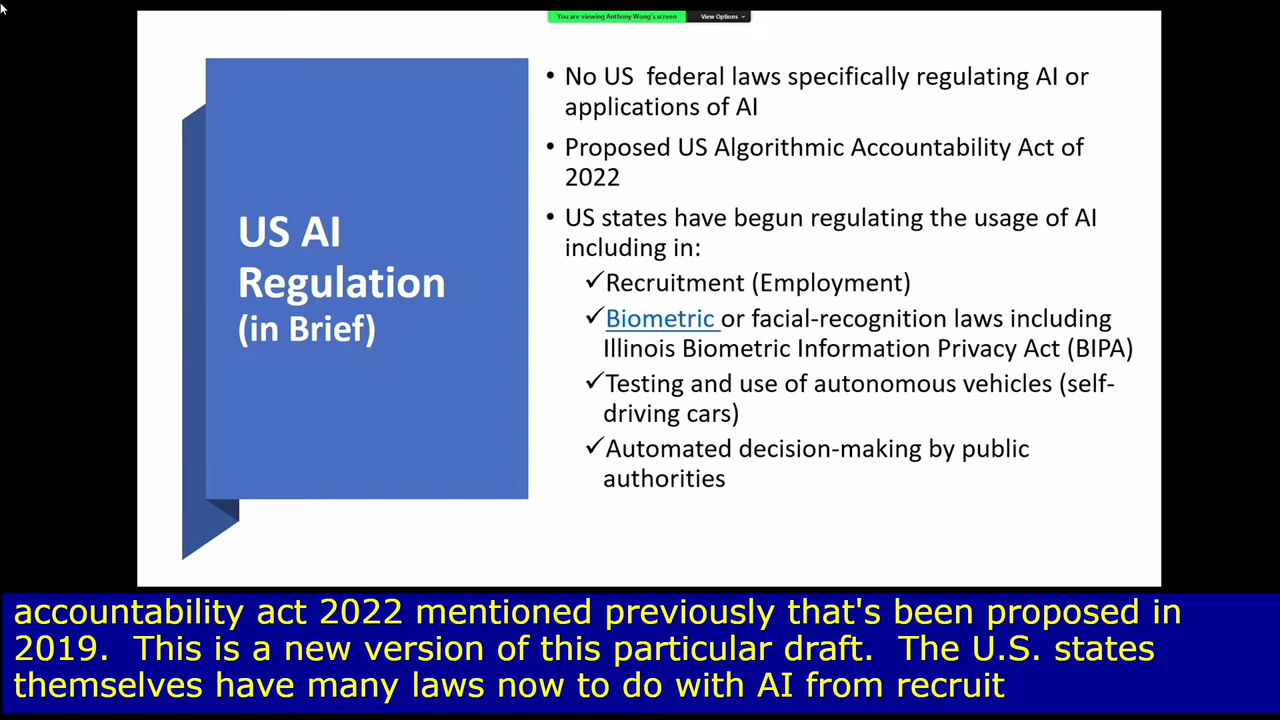 You are viewing Anthony Wong's screen
View Options
US AI
Regulation
(in Brief)
• No US federal laws specifically regulating AI or
applications of AI
• Proposed US Algorithmic Accountability Act of
2022
• US states have begun regulating the usage of AI
including in:
✓Recruitment (Employment)
✓Biometric or facial-recognition laws including
Illinois Biometric Information Privacy Act (BIPA)
✓Testing and use of autonomous vehicles (self-
driving cars)
✓Automated decision-making by public
authorities
accountability act 2022 mentioned previously that's been proposed in
2019.  This is a new version of this particular draft.  The U.S. states
themselves have many laws now to do with AI from recruit